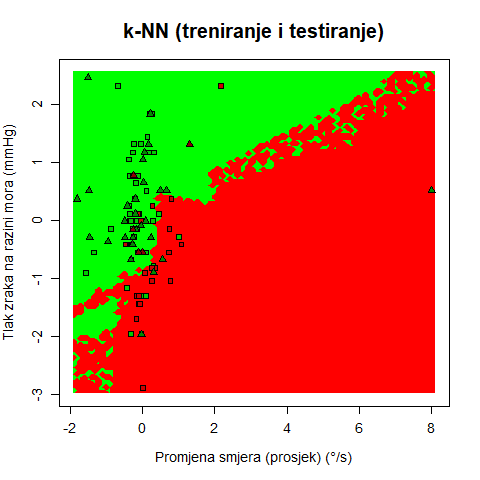 k-NN (treniranje i testiranje)
Tlak zraka na razini mora (mmHg)
2
1
0
-1
-2
-3
-2 0 2 4 6 8
Promjena smjera (prosjek) (°/s)